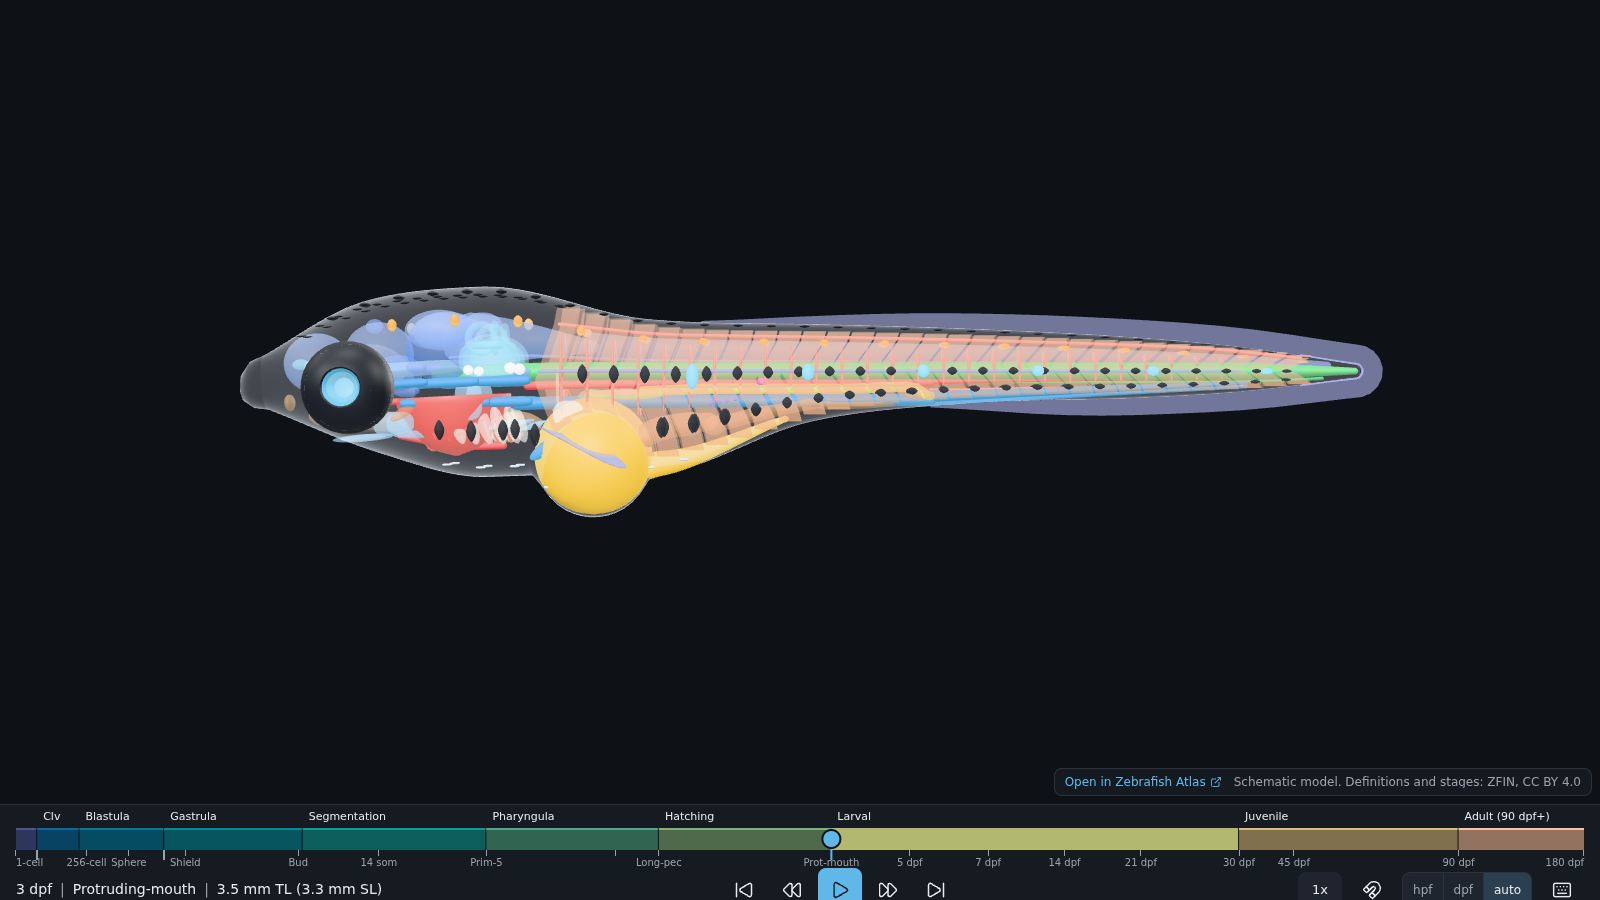 Open in Zebrafish Atlas Schematic model. Definitions and stages: ZFIN, CC BY 4.0
Clv Blastula Gastrula Segmentation Pharyngula Hatching Larval Juvenile Adult (90 dpf+)
1-cell 256-cell Sphere Shield Bud 14 som Prim-5 Long-pec Prot-mouth 5 dpf 7 dpf 14 dpf 21 dpf 30 dpf 45 dpf 90 dpf 180 dpf
3 dpf | Protruding-mouth | 3.5 mm TL (3.3 mm SL) 1x hpf dpf auto